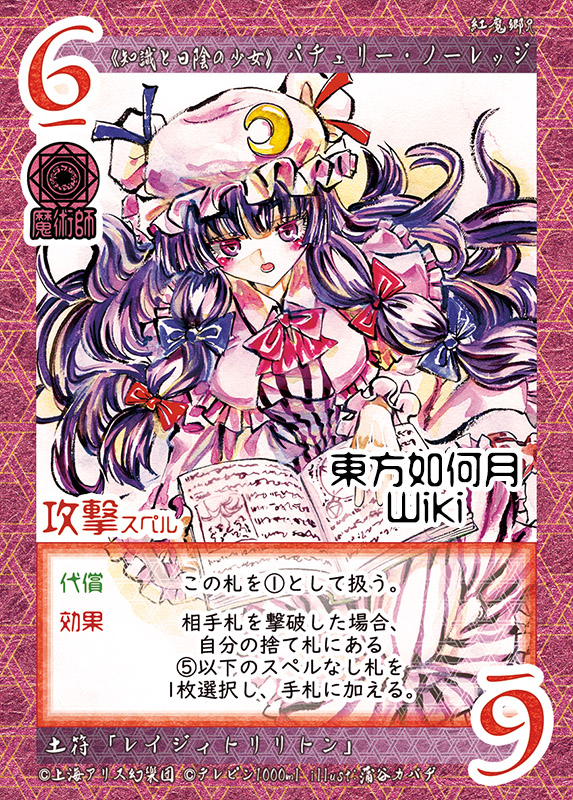 紅魔郷9
6
《知識と日陰の少女》 パチュリー・ノーレッジ
魔術師
東方如何月
Wiki
攻撃スペル
代償 この札を①として扱う。
効果 相手札を撃破した場合、
自分の捨て札にある
⑤以下のスペルなし札を
1枚選択し、手札に加える。
土符「レイジィトリリトン」
6
©上海アリス幻樂団 ©テレピン1000ml illust:蒲谷カバヂ